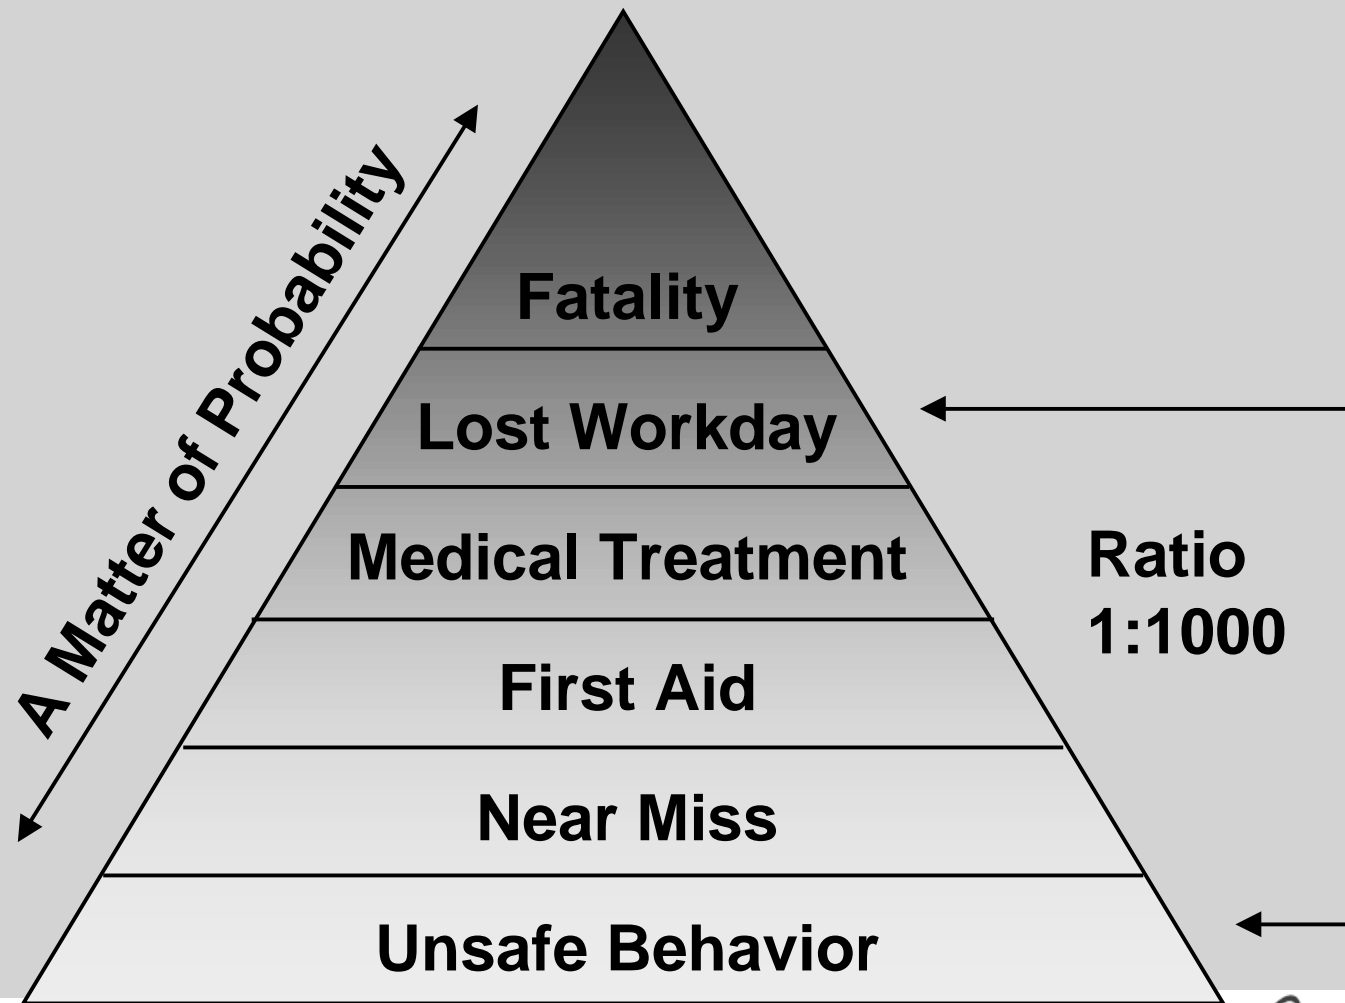 A Matter of Probability
Fatality
Lost Workday
Medical Treatment
Ratio
1:1000
First Aid
Near Miss
Unsafe Behavior